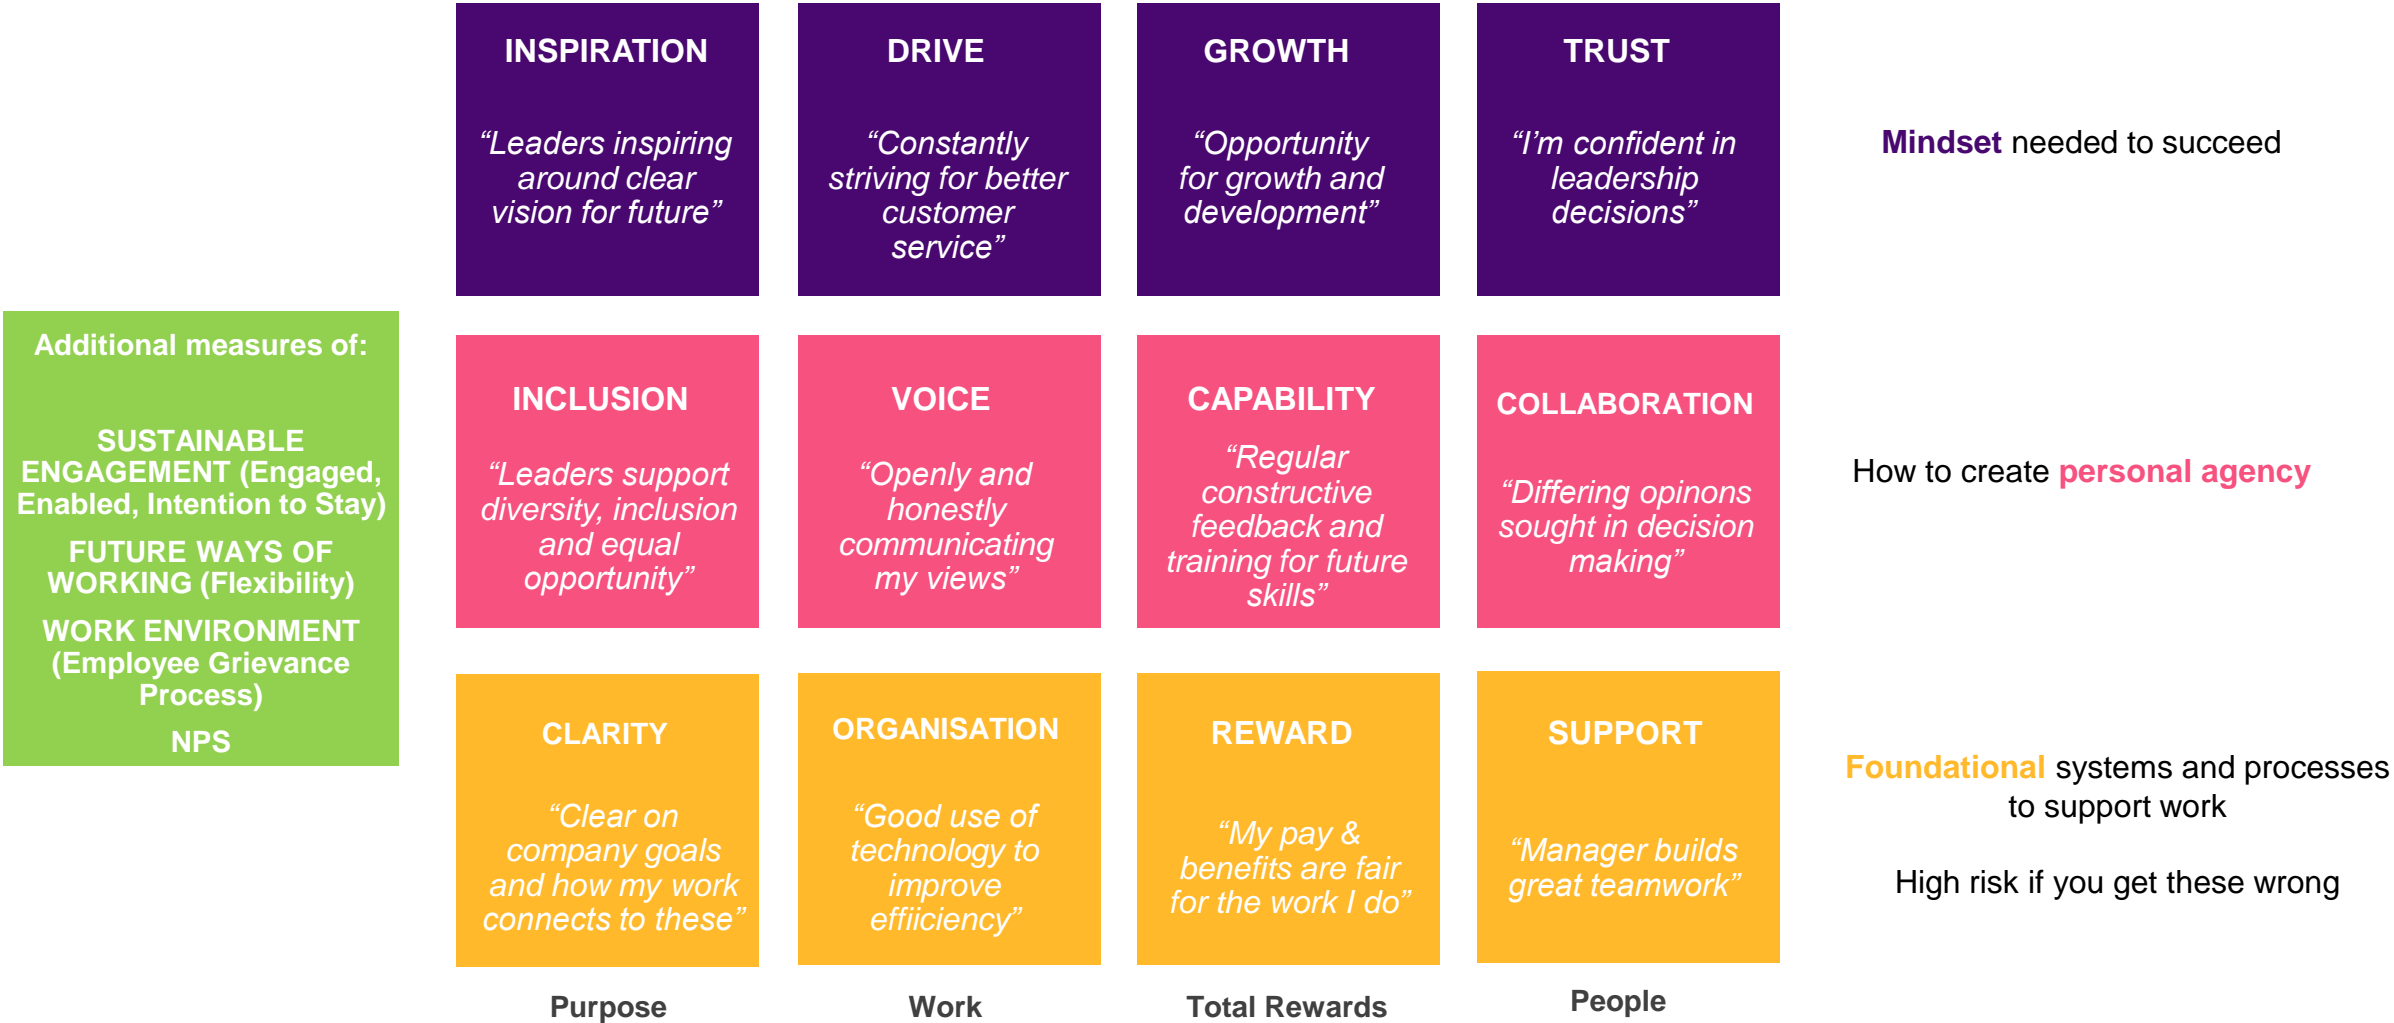 INSPIRATION
“Leaders inspiring
around clear
vision for future”
DRIVE
“Constantly
striving for better
customer
service”
GROWTH
“Opportunity
for growth and
development”
TRUST
“I’m confident in
leadership
decisions”
Mindset needed to succeed
Additional measures of:
SUSTAINABLE
ENGAGEMENT (Engaged,
Enabled, Intention to Stay)
FUTURE WAYS OF
WORKING (Flexibility)
WORK ENVIRONMENT
(Employee Grievance
Process)
NPS
INCLUSION
“Leaders support
diversity, inclusion
and equal
opportunity”
VOICE
“Openly and
honestly
communicating
my views”
CAPABILITY
“Regular
constructive
feedback and
training for future
skills”
COLLABORATION
“Differing opinons
sought in decision
making”
How to create personal agency
CLARITY
“Clear on
company goals
and how my work
connects to these”
ORGANISATION
“Good use of
technology to
improve
effiiciency”
REWARD
“My pay &
benefits are fair
for the work I do”
SUPPORT
“Manager builds
great teamwork”
Foundational systems and processes
to support work
High risk if you get these wrong
Purpose
Work
Total Rewards
People